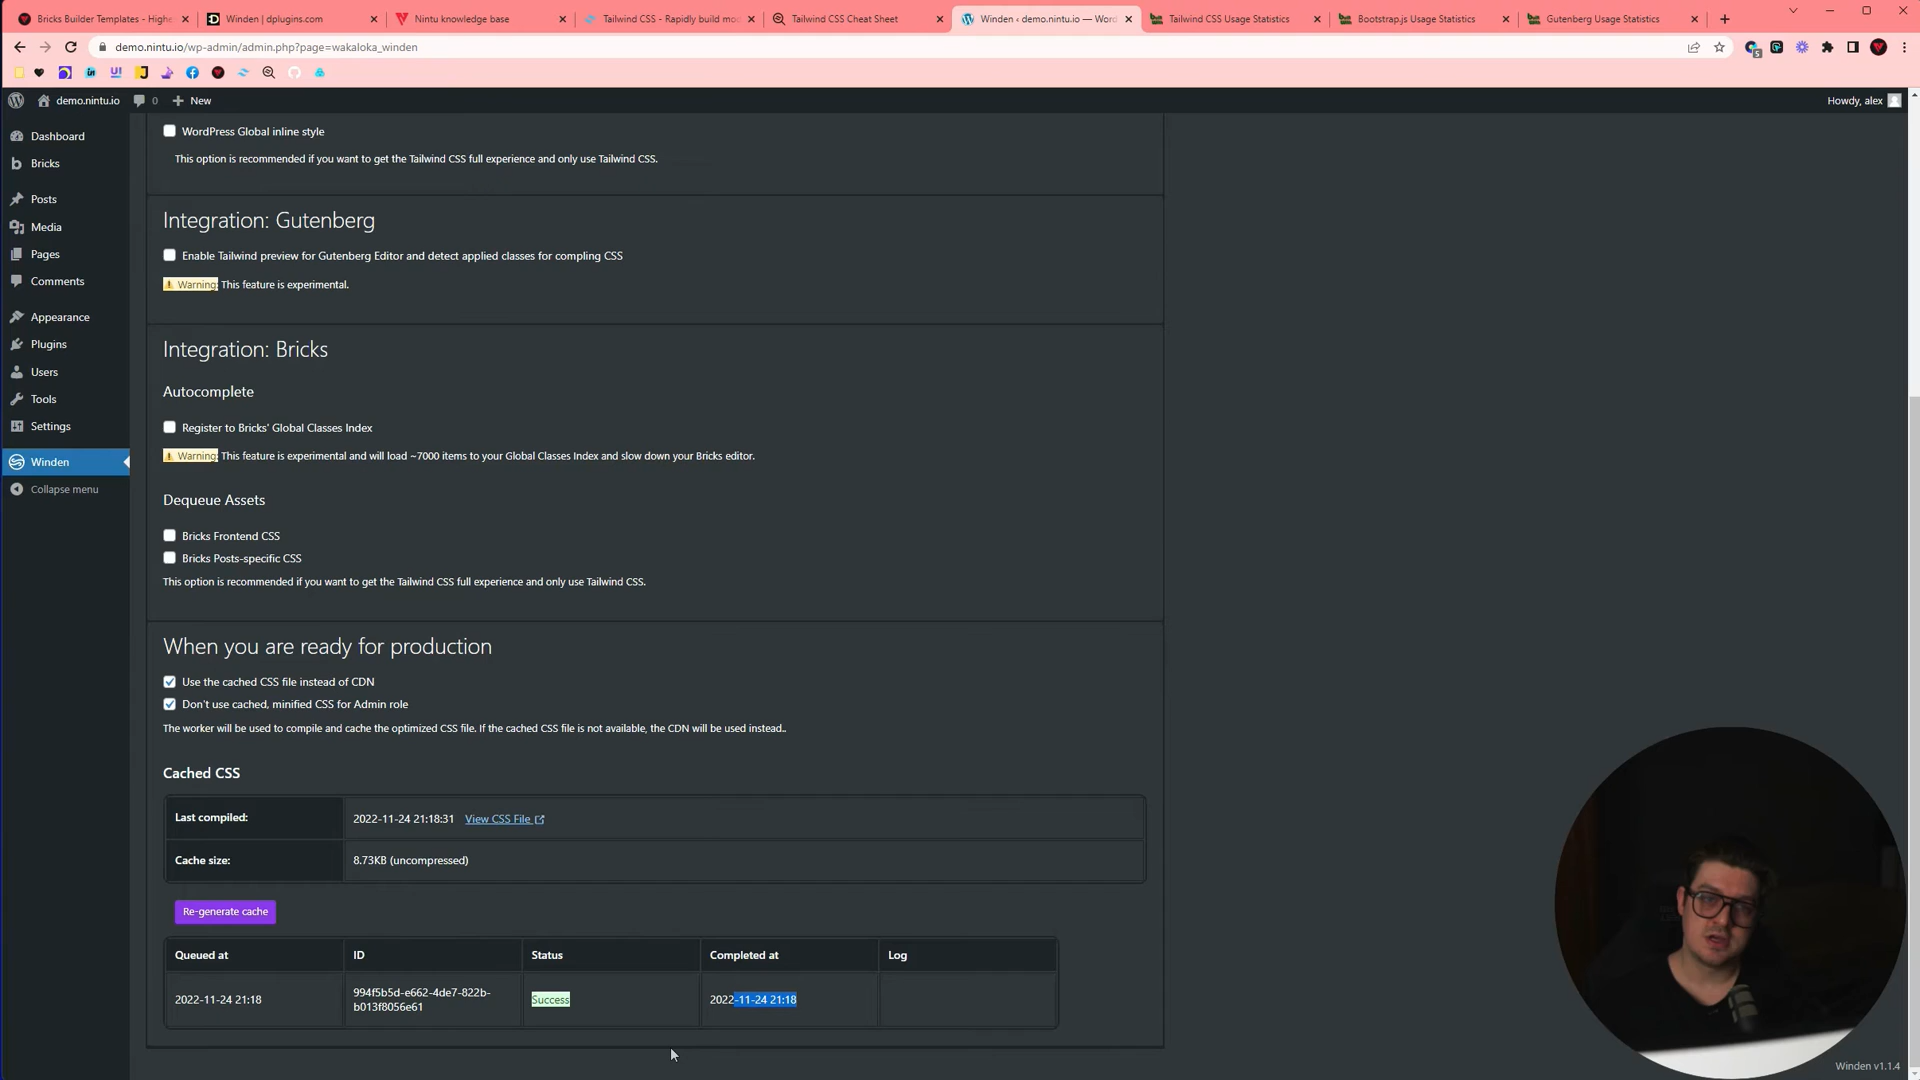 Bricks Builder Templates - Highe
Winden | dplugins.com
Nintu knowledge base
Tailwind CSS - Rapidly build mod
Tailwind CSS Cheat Sheet
Winden ‹ demo.nintu.io — Word
Tailwind CSS Usage Statistics
Bootstrap.js Usage Statistics
Gutenberg Usage Statistics
demo.nintu.io/wp-admin/admin.php?page=wakaloka_winden
demo.nintu.io
0
New
Howdy, alex
Dashboard
Bricks
Posts
Media
Pages
Comments
Appearance
Plugins
Users
Tools
Settings
Winden
Collapse menu
WordPress Global inline style
This option is recommended if you want to get the Tailwind CSS full experience and only use Tailwind CSS.
Integration: Gutenberg
Enable Tailwind preview for Gutenberg Editor and detect applied classes for compling CSS
Warning: This feature is experimental.
Integration: Bricks
Autocomplete
Register to Bricks' Global Classes Index
Warning: This feature is experimental and will load ~7000 items to your Global Classes Index and slow down your Bricks editor.
Dequeue Assets
Bricks Frontend CSS
Bricks Posts-specific CSS
This option is recommended if you want to get the Tailwind CSS full experience and only use Tailwind CSS.
When you are ready for production
Use the cached CSS file instead of CDN
Don't use cached, minified CSS for Admin role
The worker will be used to compile and cache the optimized CSS file. If the cached CSS file is not available, the CDN will be used instead..
Cached CSS
Last compiled: 2022-11-24 21:18:31 View CSS File
Cache size: 8.73KB (uncompressed)
Re-generate cache
Queued at ID Status Completed at Log
2022-11-24 21:18 994f5b5d-e662-4de7-822b-b013f8056e61 Success 2022-11-24 21:18
Winden v1.1.4